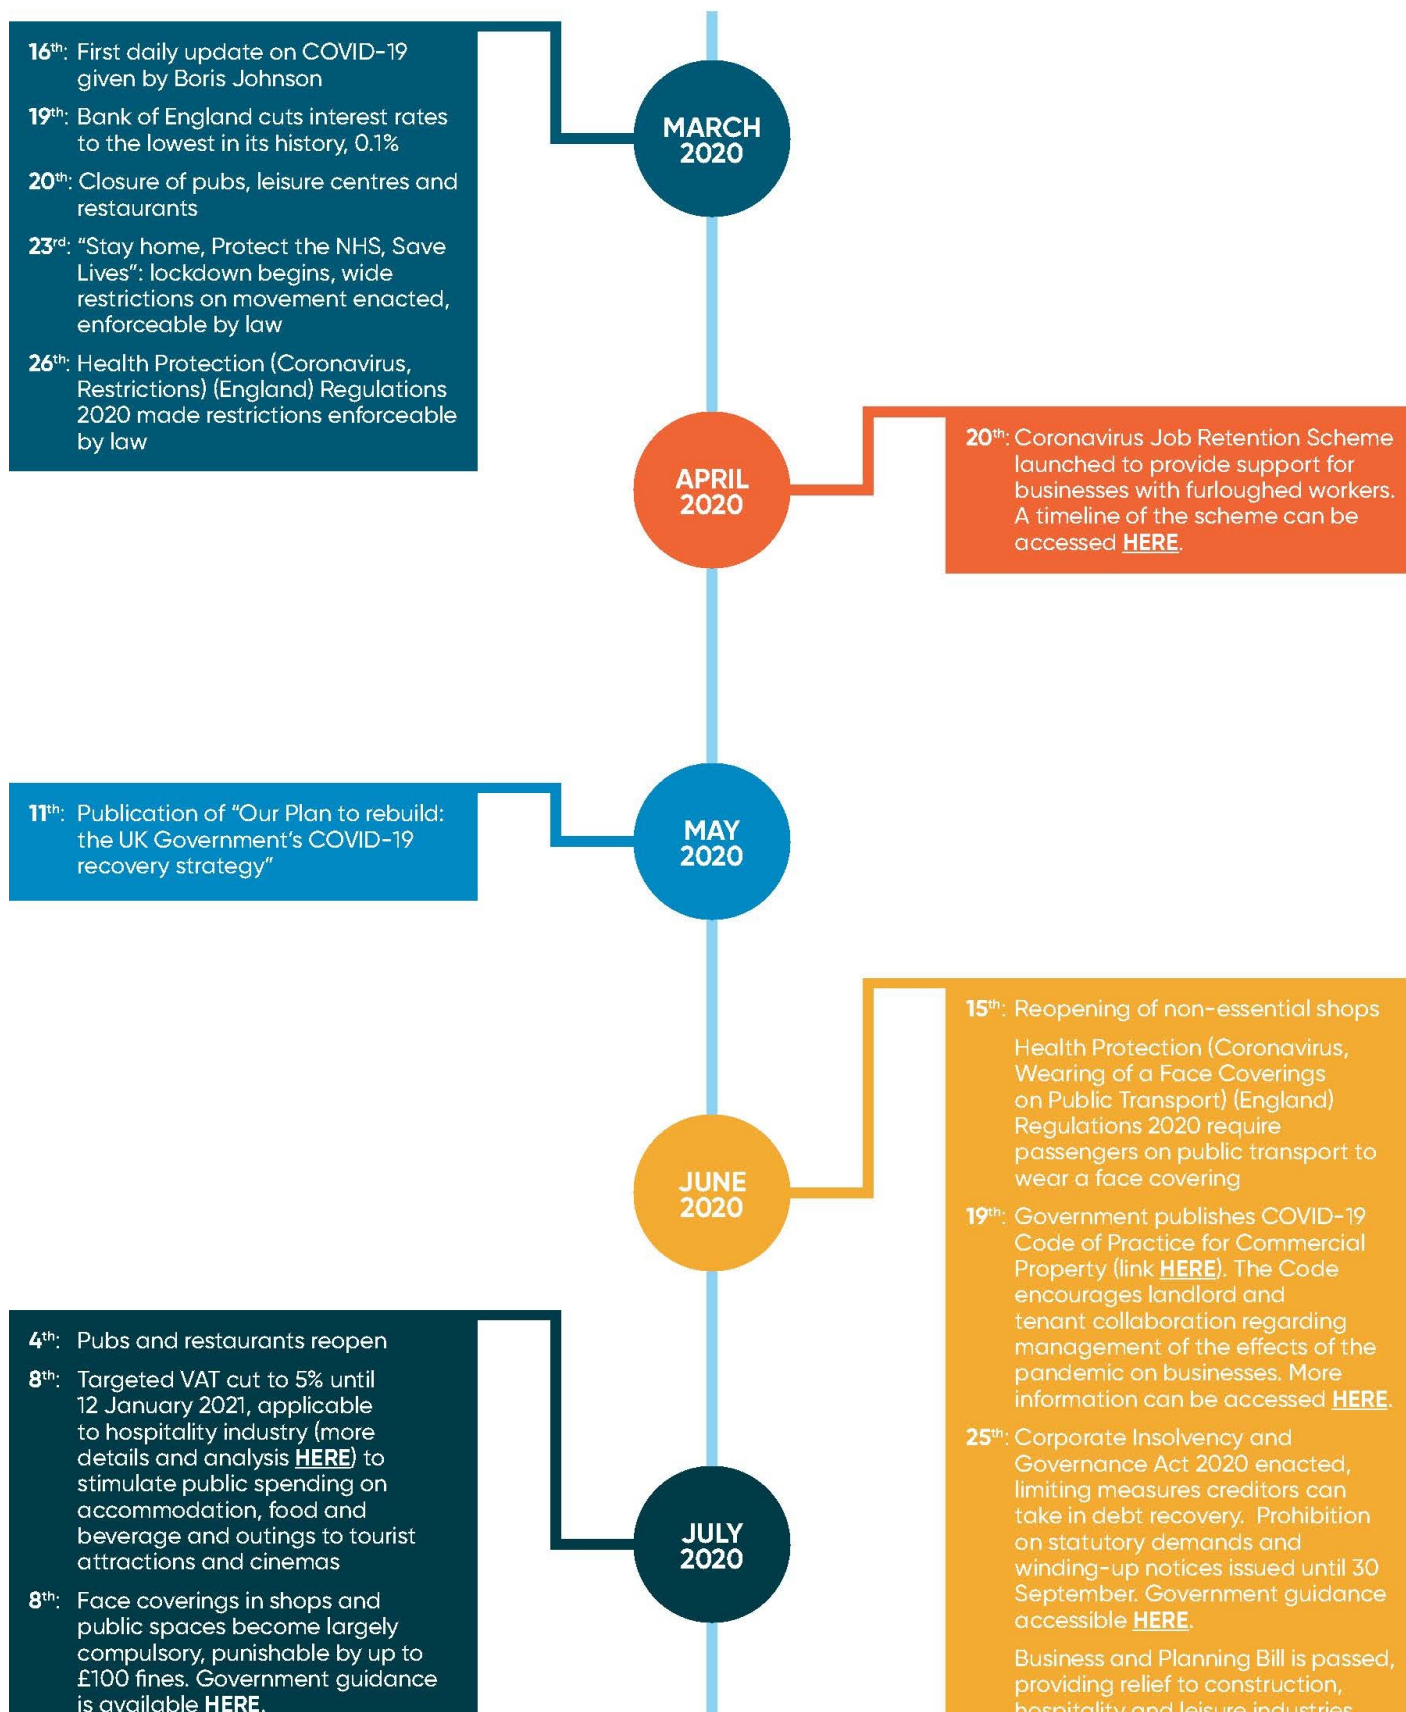 16th: First daily update on COVID-19
given by Boris Johnson
19th: Bank of England cuts interest rates
to the lowest in its history, 0.1%
20th: Closure of pubs, leisure centres and
restaurants
23rd: “Stay home, Protect the NHS, Save
Lives”: lockdown begins, wide
restrictions on movement enacted,
enforceable by law
26th: Health Protection (Coronavirus,
Restrictions) (England) Regulations
2020 made restrictions enforceable
by law
MARCH
2020
APRIL
2020
20th: Coronavirus Job Retention Scheme
launched to provide support for
businesses with furloughed workers.
A timeline of the scheme can be
accessed HERE.
11th: Publication of “Our Plan to rebuild:
the UK Government’s COVID-19
recovery strategy”
MAY
2020
JUNE
2020
15th: Reopening of non-essential shops
Health Protection (Coronavirus,
Wearing of a Face Coverings
on Public Transport) (England)
Regulations 2020 require
passengers on public transport to
wear a face covering
19th: Government publishes COVID-19
Code of Practice for Commercial
Property (link HERE). The Code
encourages landlord and
tenant collaboration regarding
management of the effects of the
pandemic on businesses. More
information can be accessed HERE.
25th: Corporate Insolvency and
Governance Act 2020 enacted,
limiting measures creditors can
take in debt recovery. Prohibition
on statutory demands and
winding-up notices issued until 30
September. Government guidance
accessible HERE.
Business and Planning Bill is passed,
providing relief to construction,
hospitality and leisure industries
4th: Pubs and restaurants reopen
8th: Targeted VAT cut to 5% until
12 January 2021, applicable
to hospitality industry (more
details and analysis HERE) to
stimulate public spending on
accommodation, food and
beverage and outings to tourist
attractions and cinemas
8th: Face coverings in shops and
public spaces become largely
compulsory, punishable by up to
£100 fines. Government guidance
is available HERE.
JULY
2020